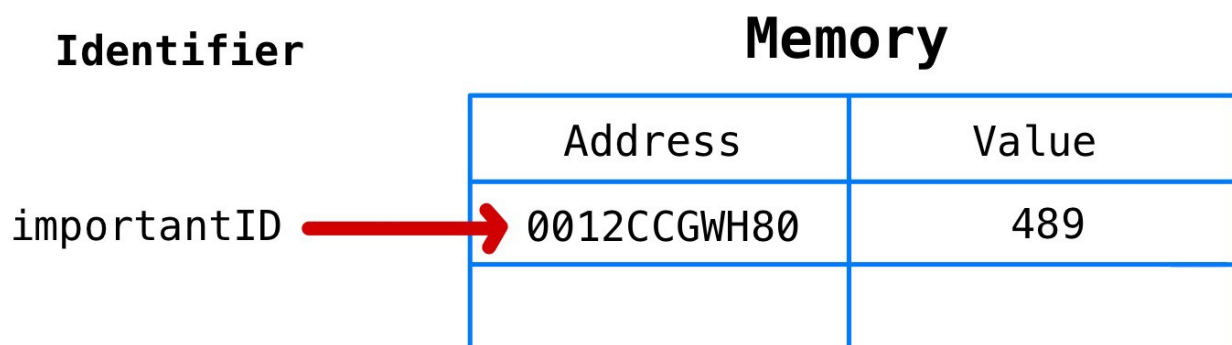 Identifier
Memory
Address Value
importantID 0012CCGWH80 489